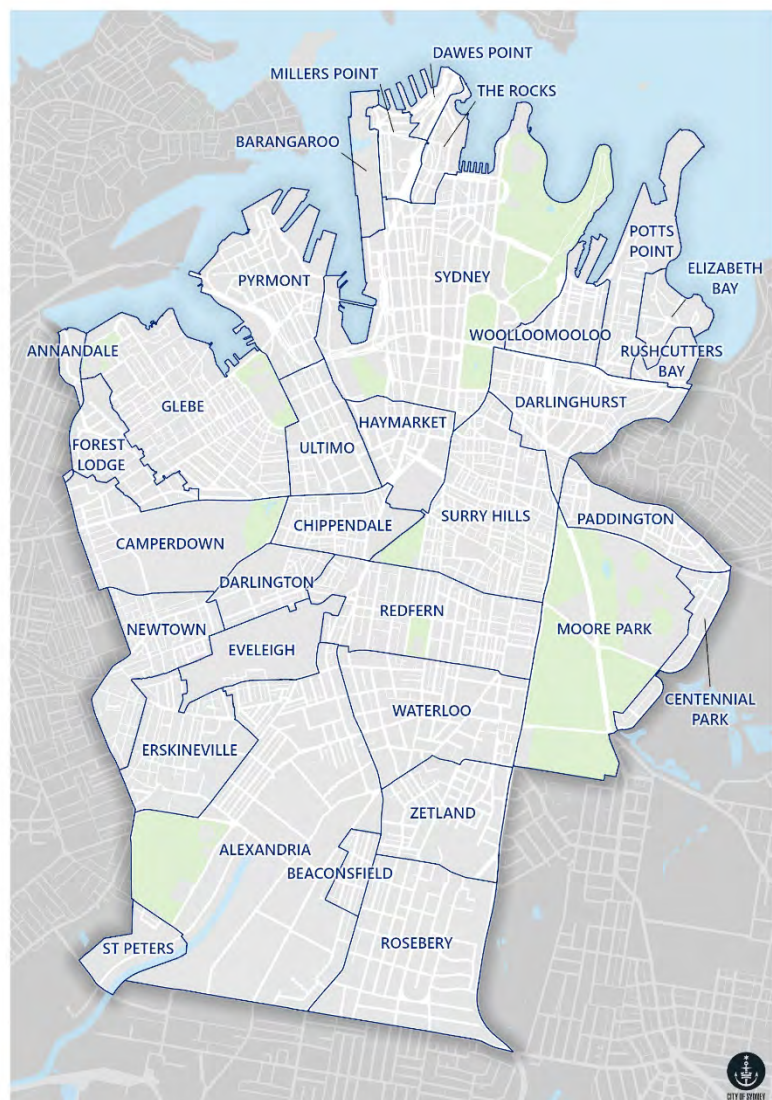 DAWES POINT
MILLERS POINT
THE ROCKS
BARANGAROO
POTTS
POINT
PYRMONT
SYDNEY
ELIZABETH
BAY
WOOLLOOMOOLOO
ANNANDALE
RUSHCUTTERS
BAY
GLEBE
DARLINGHURST
HAYMARKET
FOREST
LODGE
ULTIMO
SURRY HILLS
PADDINGTON
CHIPPENDALE
CAMPERDOWN
DARLINGTON
REDFERN
NEWTOWN
MOORE PARK
EVELEIGH
CENTENNIAL
PARK
WATERLOO
ERSKINEVILLE
ZETLAND
ALEXANDRIA
BEACONSFIELD
ROSEBERY
ST PETERS
CITY OF SYDNEY